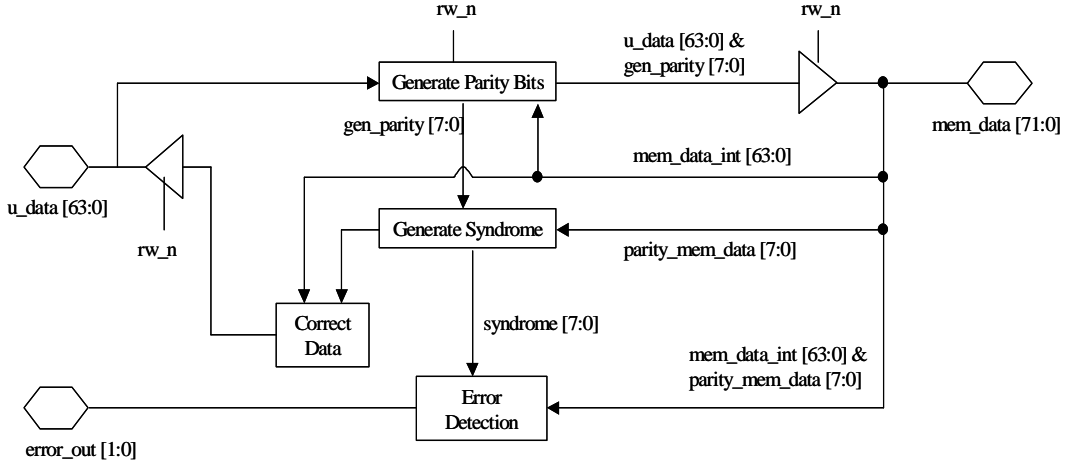 rw_n
rw_n
u_data [63:0] &
gen_parity [7:0]
Generate Parity Bits
gen_parity [7:0]
mem_data [71:0]
mem_data_int [63:0]
u_data [63:0]
rw_n
Generate Syndrome
parity_mem_data [7:0]
Correct
Data
syndrome [7:0]
mem_data_int [63:0] &
parity_mem_data [7:0]
Error
Detection
error_out [1:0]